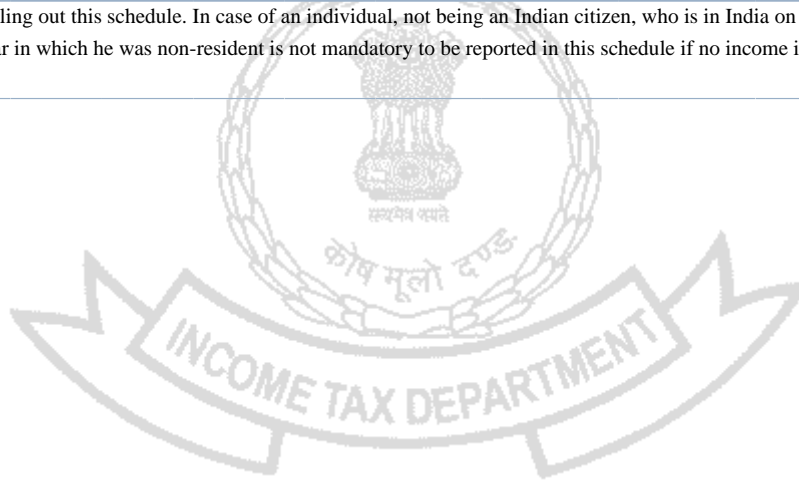 ling out this schedule. In case of an individual, not being an Indian citizen, who is in India on
r in which he was non-resident is not mandatory to be reported in this schedule if no income i
सत्यमेव जयते
कोष मूलो दण्ड:
INCOME TAX DEPARTMENT